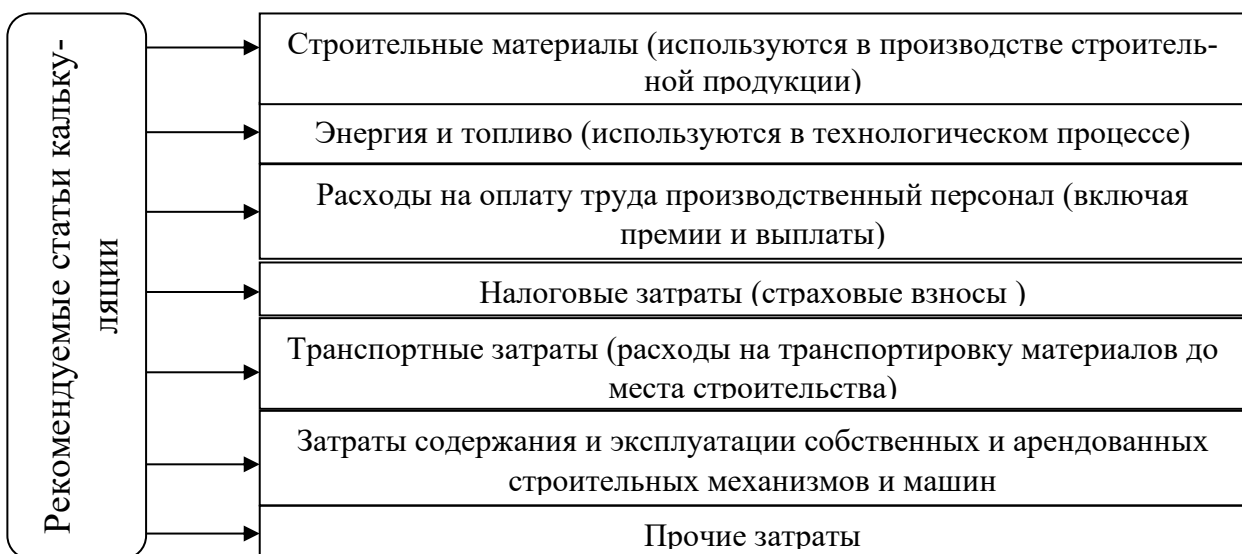 Рекомендуемые статьи кальку-
ляции
Строительные материалы (используются в производстве строитель-
ной продукции)
Энергия и топливо (используются в технологическом процессе)
Расходы на оплату труда производственный персонал (включая
премии и выплаты)
Налоговые затраты (страховые взносы )
Транспортные затраты (расходы на транспортировку материалов до
места строительства)
Затраты содержания и эксплуатации собственных и арендованных
строительных механизмов и машин
Прочие затраты